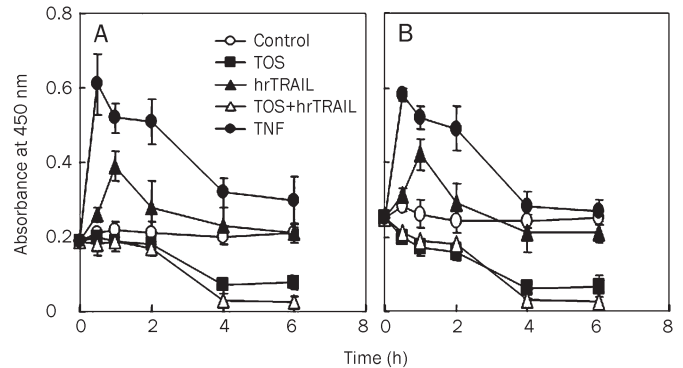 0.8
0.6
0.4
0.2
0
Absorbance at 450 nm
A
Control
TOS
hrTRAIL
TOS+hrTRAIL
TNF
B
0 2 4 6 8
0 2 4 6 8
Time (h)